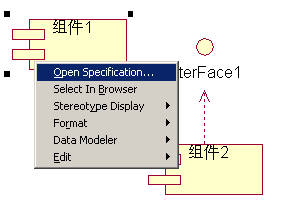 组件1
terFace1
Open Specification...
Select In Browser
Stereotype Display
Format
Data Modeler
Edit
组件2